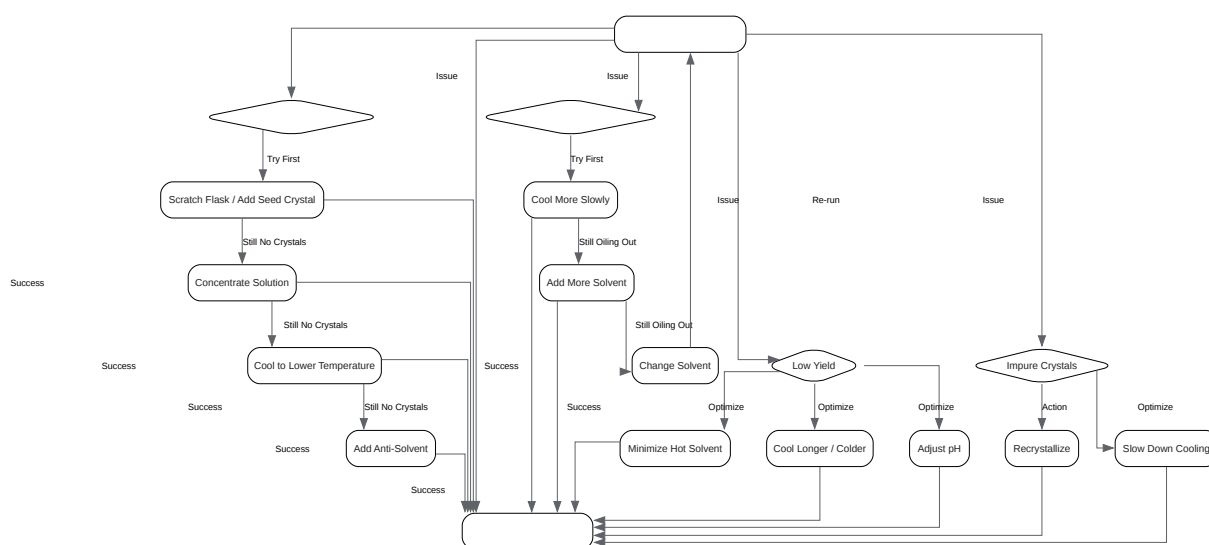 Issue
Issue
Try First
Try First
Scratch Flask / Add Seed Crystal
Cool More Slowly
Issue
Re-run
Issue
Still No Crystals
Still Oiling Out
Success
Concentrate Solution
Add More Solvent
Still No Crystals
Still Oiling Out
Success
Cool to Lower Temperature
Success
Change Solvent
Low Yield
Impure Crystals
Success
Still No Crystals
Success
Optimize
Optimize
Optimize
Action
Optimize
Success
Add Anti-Solvent
Minimize Hot Solvent
Cool Longer / Colder
Adjust pH
Recrystallize
Slow Down Cooling
Success